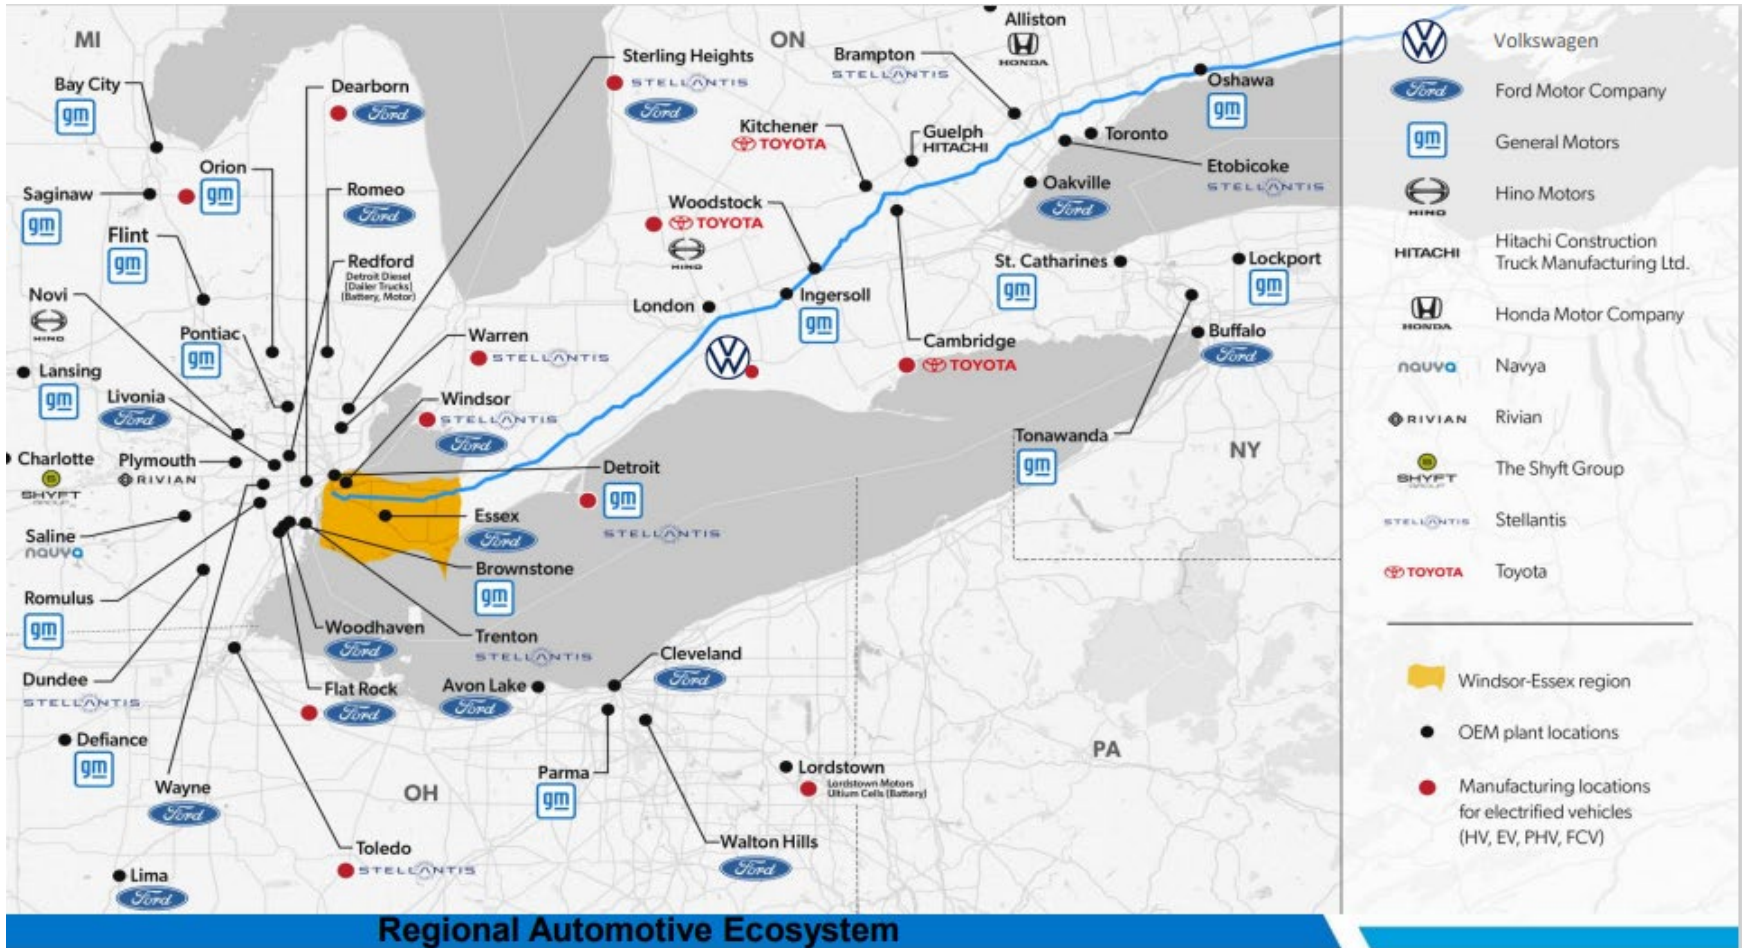 MI
ON
Alliston
HONDA
Brampton
STELLANTIS
Sterling Heights
STELLANTIS
Ford
Bay City
gm
Dearborn
Ford
Oshawa
gm
Kitchener
TOYOTA
Guelph
HITACHI
Toronto
Etobicoke
STELLANTIS
Orion
gm
Romeo
Ford
Saginaw
gm
Woodstock
TOYOTA
HINO
Oakville
Ford
Flint
gm
Redford
Detroit Diesel
(Dailer Trucks)
(Battery, Motor)
St. Catharines
gm
Lockport
gm
Novi
HINO
London
Ingersoll
gm
Pontiac
gm
Warren
STELLANTIS
Cambridge
TOYOTA
Buffalo
Ford
Lansing
gm
Livonia
Ford
Windsor
STELLANTIS
Ford
Tonawanda
gm
NY
Charlotte
SHYFT
GROUP
Plymouth
RIVIAN
Detroit
gm
STELLANTIS
Essex
Ford
Saline
navya
Brownstone
gm
Romulus
gm
Woodhaven
Ford
Trenton
STELLANTIS
Cleveland
Ford
Dundee
STELLANTIS
Flat Rock
Ford
Avon Lake
Ford
Defiance
gm
PA
Wayne
Ford
OH
Parma
gm
Lordstown
Lordstown Motors
Ultium Cells (Battery)
Toledo
STELLANTIS
Walton Hills
Ford
Lima
Ford
Volkswagen
Ford
Ford Motor Company
gm
General Motors
HINO
Hino Motors
HITACHI
Hitachi Construction
Truck Manufacturing Ltd.
HONDA
Honda Motor Company
navya
Navya
RIVIAN
Rivian
SHYFT
GROUP
The Shyft Group
STELLANTIS
Stellantis
TOYOTA
Toyota
Windsor-Essex region
OEM plant locations
Manufacturing locations
for electrified vehicles
(HV, EV, PHV, FCV)
Regional Automotive Ecosystem